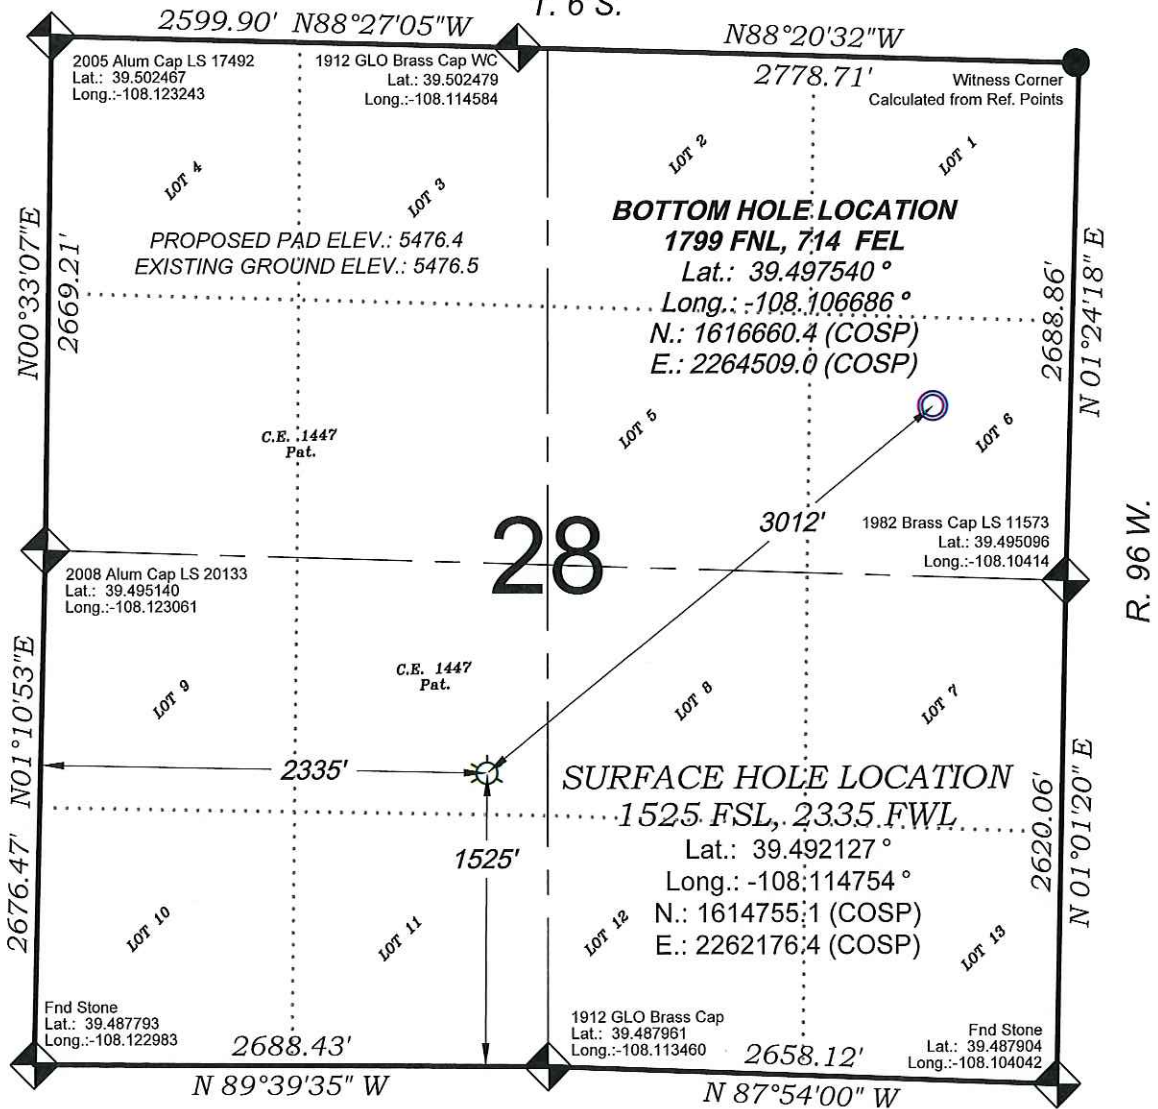 T. 6 S.
2599.90' N88°27'05"W
N88°20'32"W
2778.71'
2005 Alum Cap LS 17492
Lat.: 39.502467
Long.:-108.123243
1912 GLO Brass Cap WC
Lat.: 39.502479
Long.:-108.114584
Witness Corner
Calculated from Ref. Points
LOT 4
LOT 3
LOT 2
LOT 1
N00°33'07"E
2669.21'
PROPOSED PAD ELEV.: 5476.4
EXISTING GROUND ELEV.: 5476.5
BOTTOM HOLE LOCATION
1799 FNL, 714 FEL
Lat.: 39.497540°
Long.: -108.106686°
N.: 1616660.4 (COSP)
E.: 2264509.0 (COSP)
2688.86'
N 01°24'18" E
C.E. 1447
Pat.
LOT 5
LOT 6
28
3012'
1982 Brass Cap LS 11573
Lat.: 39.495096
Long.:-108.10414
R. 96 W.
2008 Alum Cap LS 20133
Lat.: 39.495140
Long.:-108.123061
N01°10'53"E
2676.47'
LOT 9
C.E. 1447
Pat.
LOT 8
LOT 7
2335'
1525'
SURFACE HOLE LOCATION
1525 FSL, 2335 FWL
Lat.: 39.492127°
Long.: -108.114754°
N.: 1614755.1 (COSP)
E.: 2262176.4 (COSP)
2620.06'
N 01°01'20" E
LOT 10
LOT 11
LOT 12
LOT 13
Fnd Stone
Lat.: 39.487793
Long.:-108.122983
1912 GLO Brass Cap
Lat.: 39.487961
Long.:-108.113460
Fnd Stone
Lat.: 39.487904
Long.:-108.104042
2688.43'
N 89°39'35" W
2658.12'
N 87°54'00" W